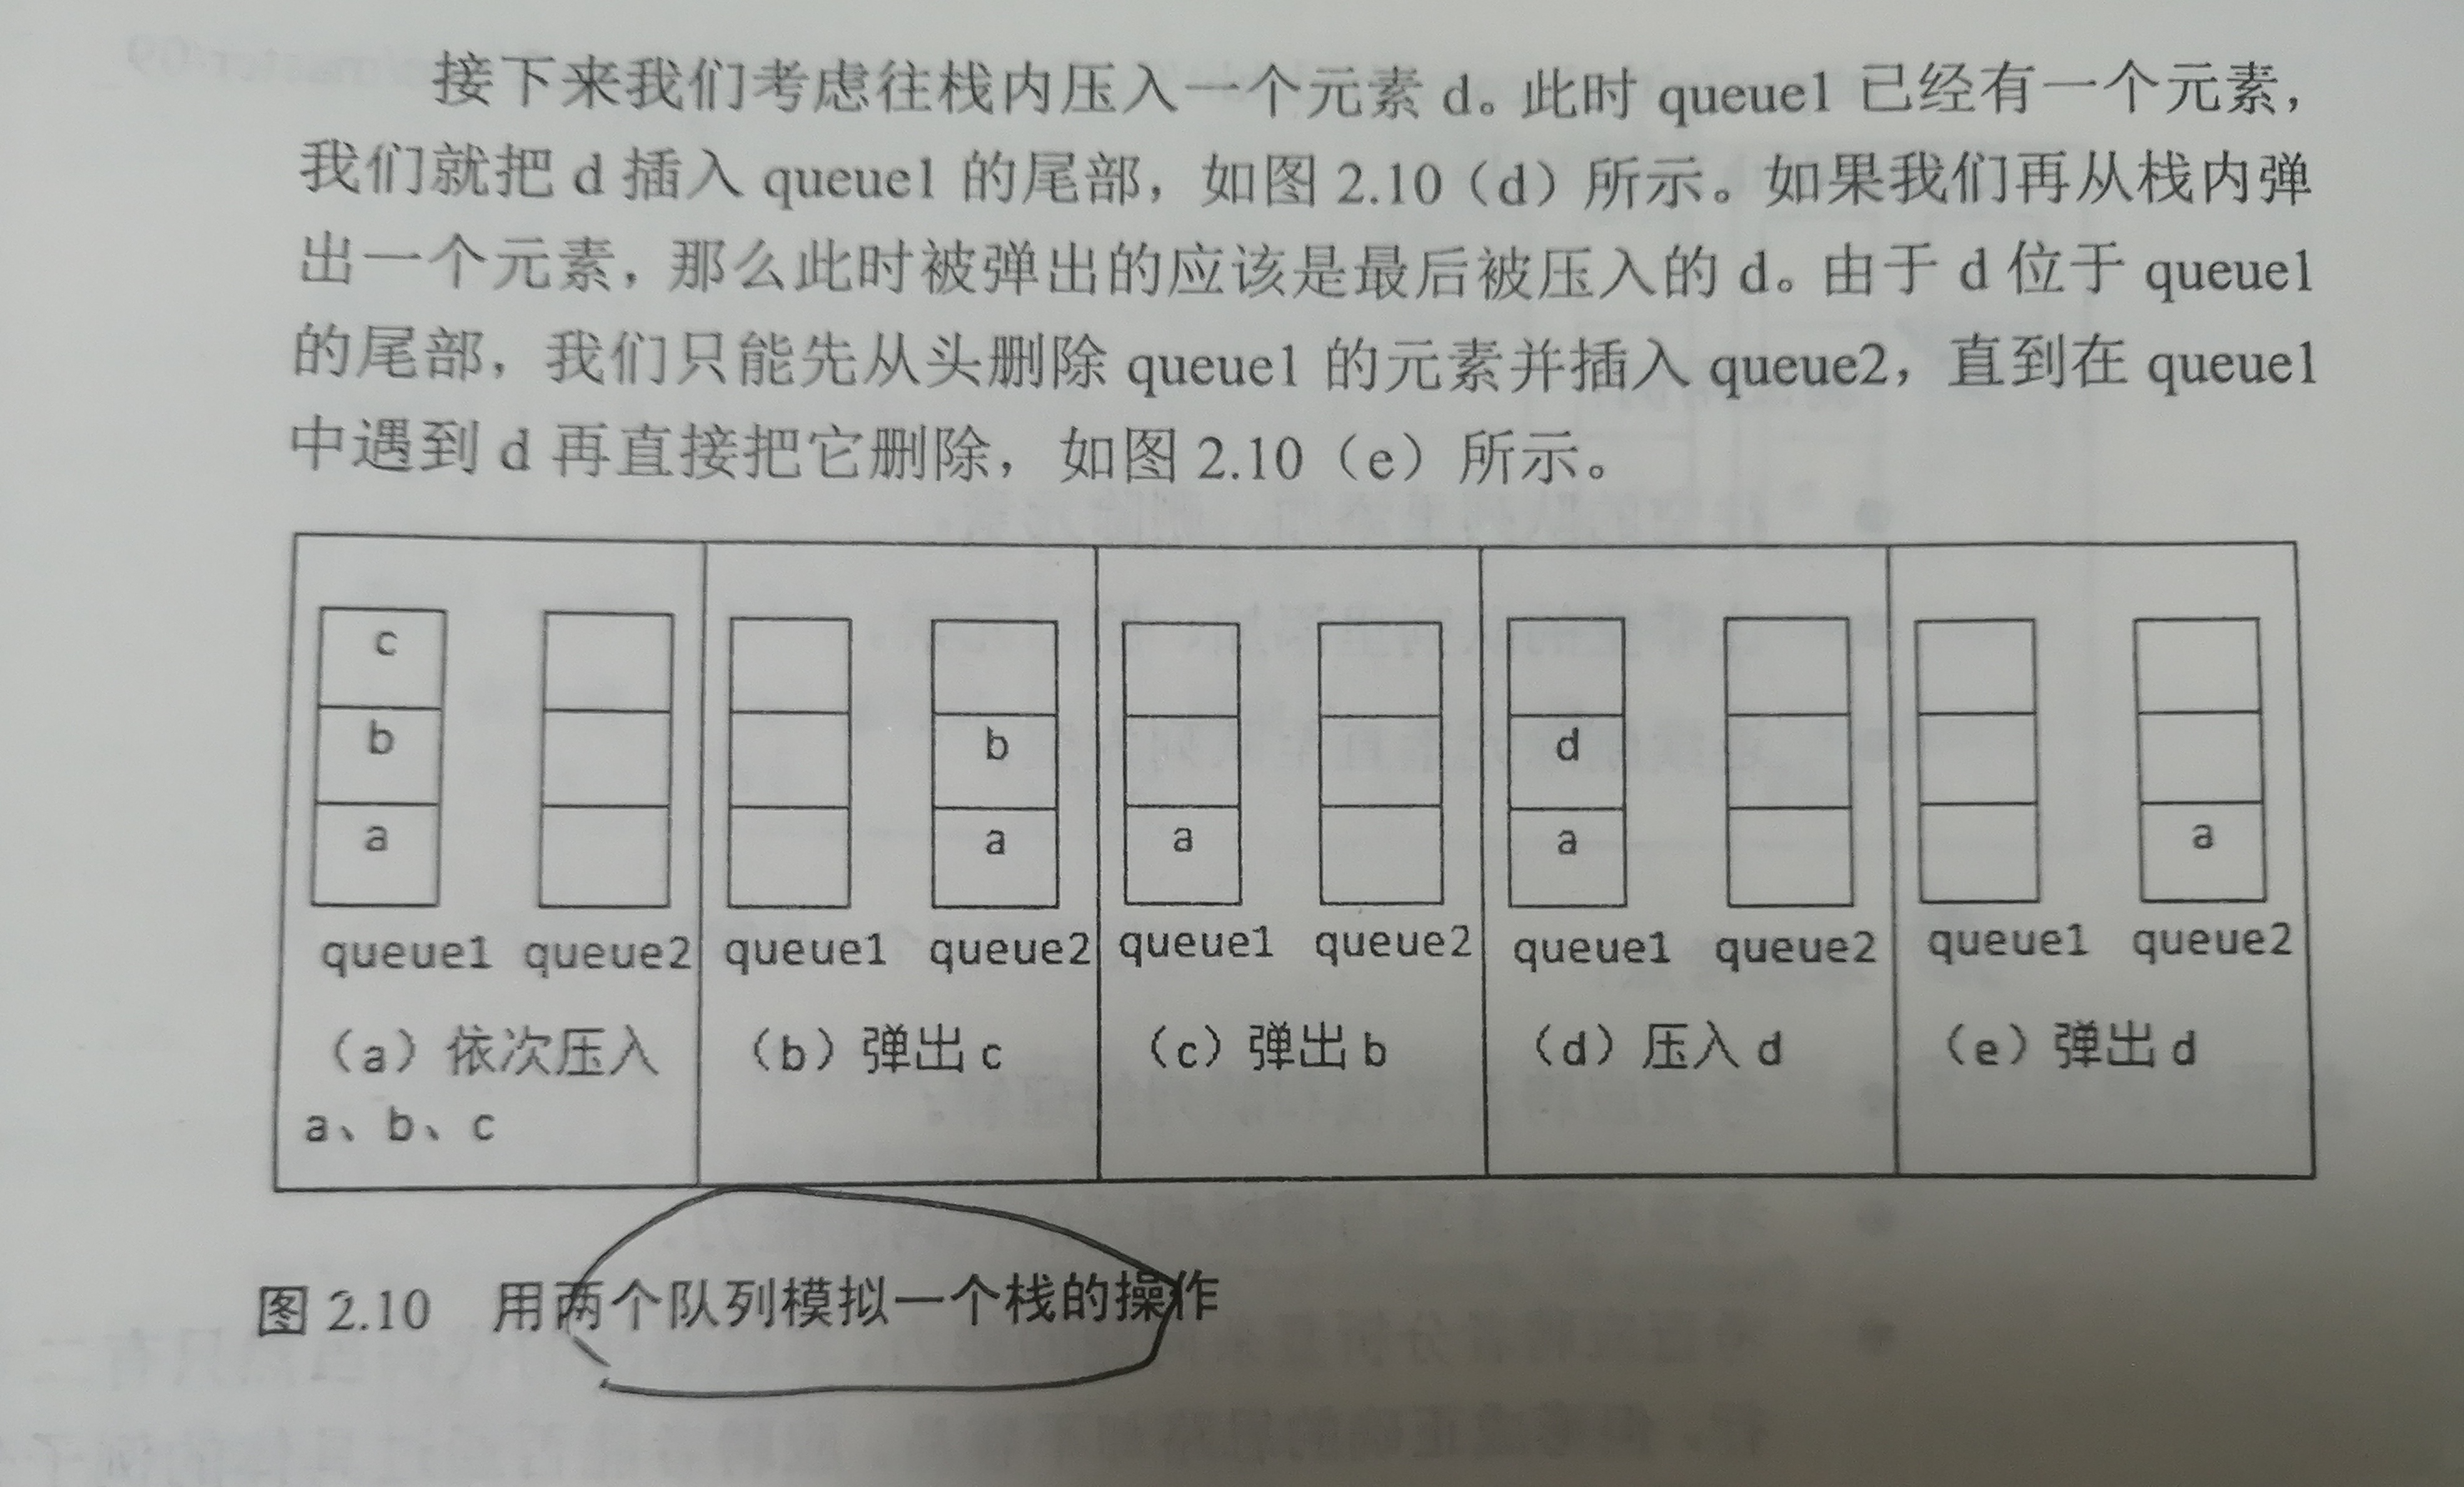 接下来我们考虑往栈内压入一个元素 d。此时 queue1 已经有一个元素，
我们就把 d 插入 queue1 的尾部，如图 2.10（d）所示。如果我们再从栈内弹
出一个元素，那么此时被弹出的应该是最后被压入的 d。由于 d 位于 queue1
的尾部，我们只能先从头删除 queue1 的元素并插入 queue2，直到在 queue1
中遇到 d 再直接把它删除，如图 2.10（e）所示。
c
b
a
queue1 queue2
（a）依次压入
a、b、c
b
a
queue1 queue2
（b）弹出 c
a
queue1 queue2
（c）弹出 b
d
a
queue1 queue2
（d）压入 d
a
queue1 queue2
（e）弹出 d
图 2.10 用两个队列模拟一个栈的操作